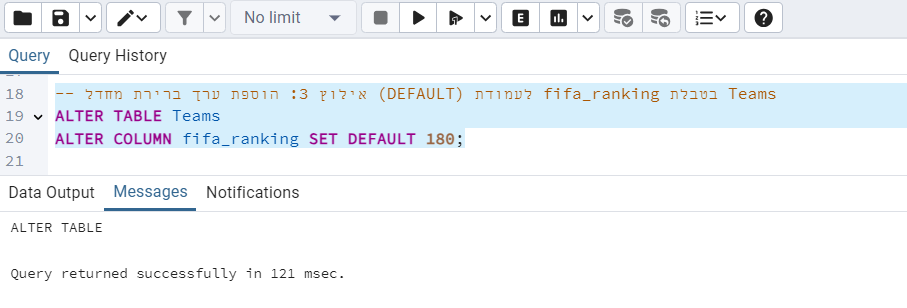 No limit
Query Query History
18 -- אילוץ 3: הוספת ערך ברירת מחדל (DEFAULT) לעמודת fifa_ranking בטבלת Teams
19 ALTER TABLE Teams
20 ALTER COLUMN fifa_ranking SET DEFAULT 180;
21
Data Output Messages Notifications
ALTER TABLE
Query returned successfully in 121 msec.